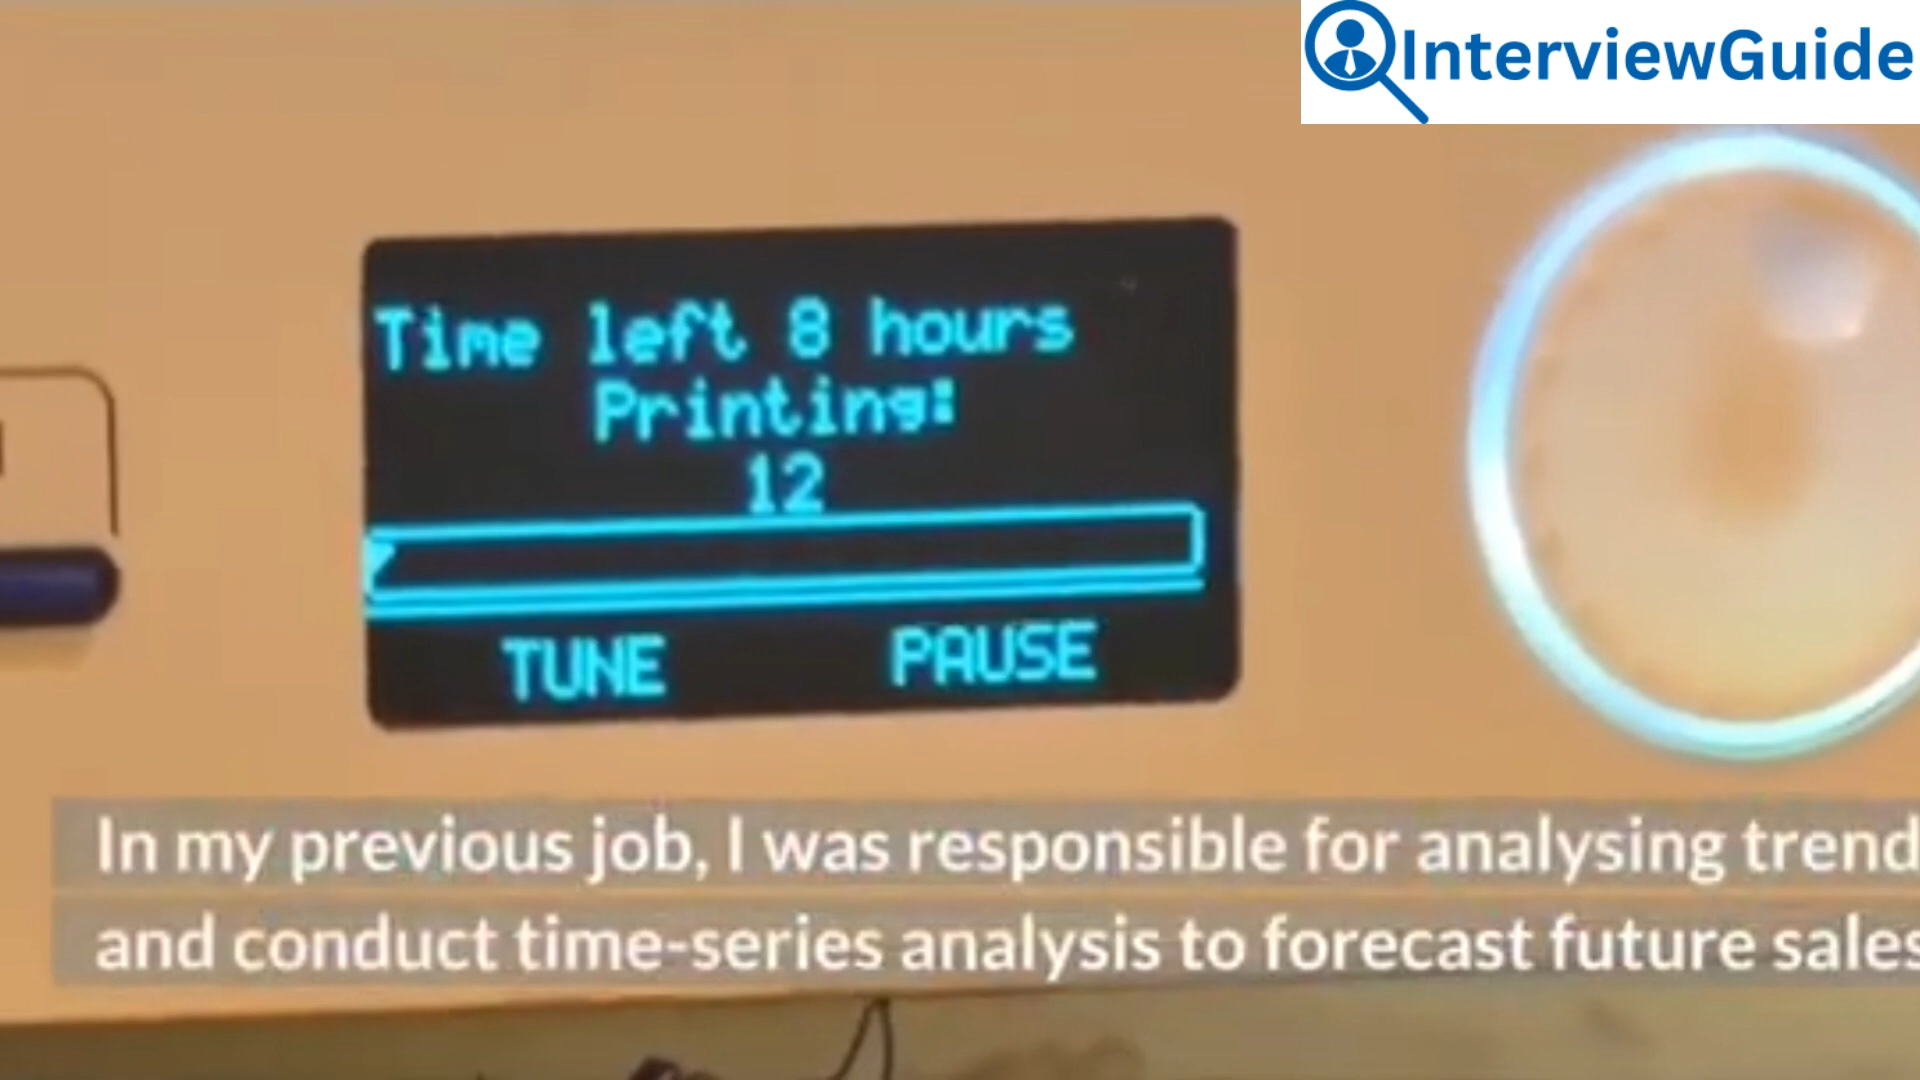 InterviewGuide
Time left 8 hours
Printing:
12
TUNE
PAUSE
In my previous job, I was responsible for analysing trend
and conduct time-series analysis to forecast future sales